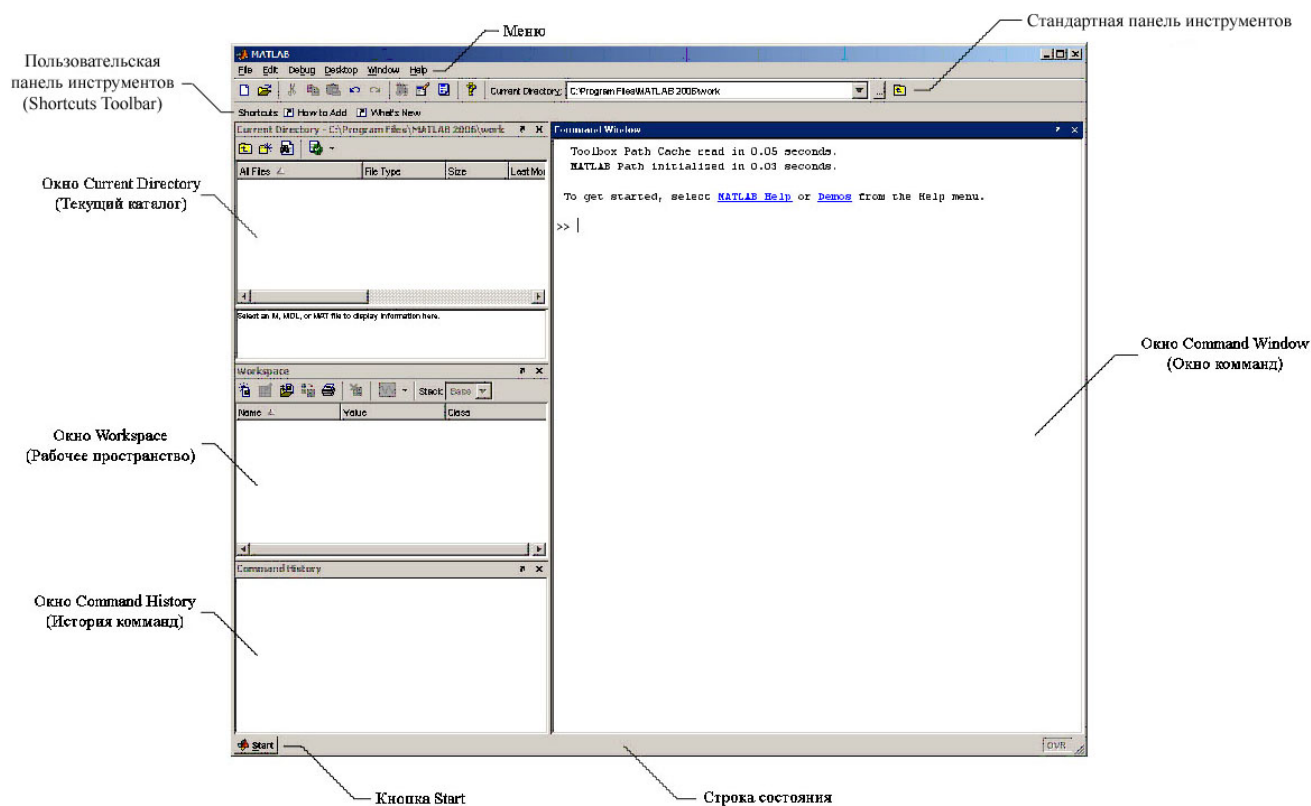 Меню
Стандартная панель инструментов
Пользовательская
панель инструментов
(Shortcuts Toolbar)
MATLAB
File Edit Debug Desktop Window Help
Current Directory: C:\Program Files\MATLAB 2006\work
Shortcuts How to Add What's New
Current Directory - C:\Program Files\MATLAB 2006\work
All Files File Type Size Last Mo
Окно Current Directory
(Текущий каталог)
Select an M, MDL, or MAT file to display information here.
Workspace
Stack: Base
Name Value Class
Окно Workspace
(Рабочее пространство)
Command History
Окно Command History
(История комманд)
Command Window
Toolbox Path Cache read in 0.05 seconds.
MATLAB Path initialized in 0.03 seconds.
To get started, select MATLAB Help or Demos from the Help menu.
>>
Окно Command Window
(Окно комманд)
Start
OVR
Кнопка Start
Строка состояния